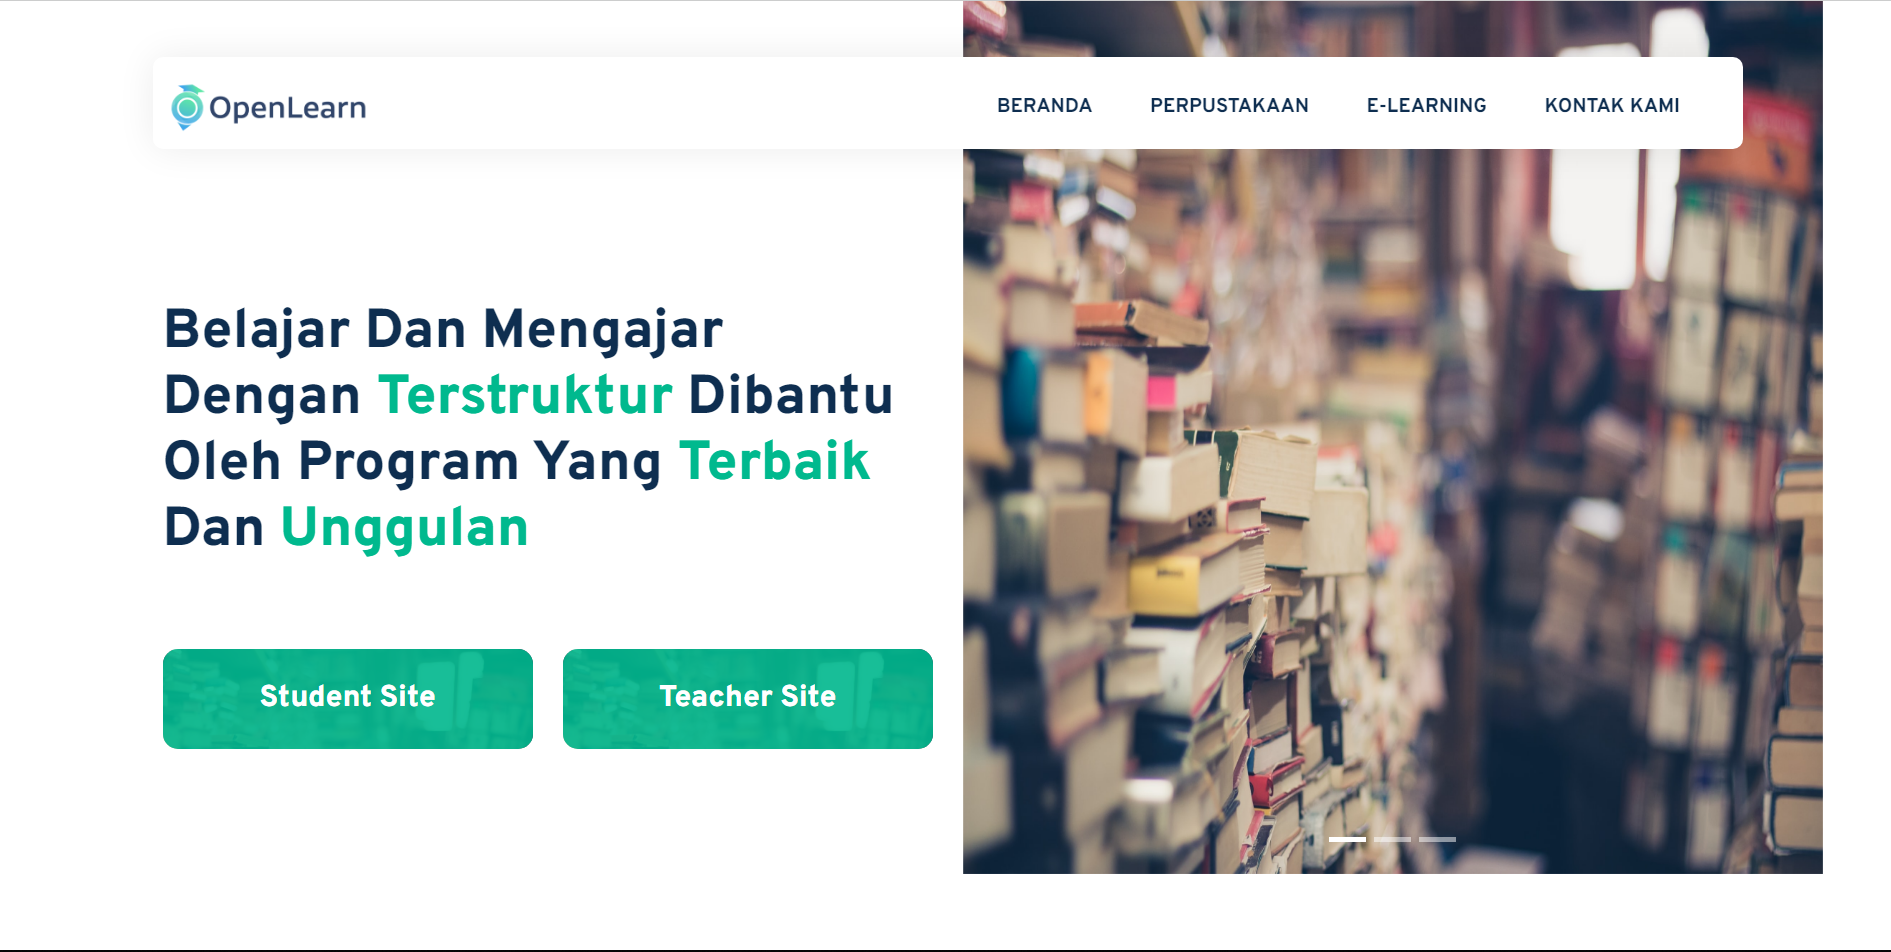 OpenLearn
BERANDA PERPUSTAKAAN E-LEARNING KONTAK KAMI
Belajar Dan Mengajar
Dengan Terstruktur Dibantu
Oleh Program Yang Terbaik
Dan Unggulan
Student Site
Teacher Site